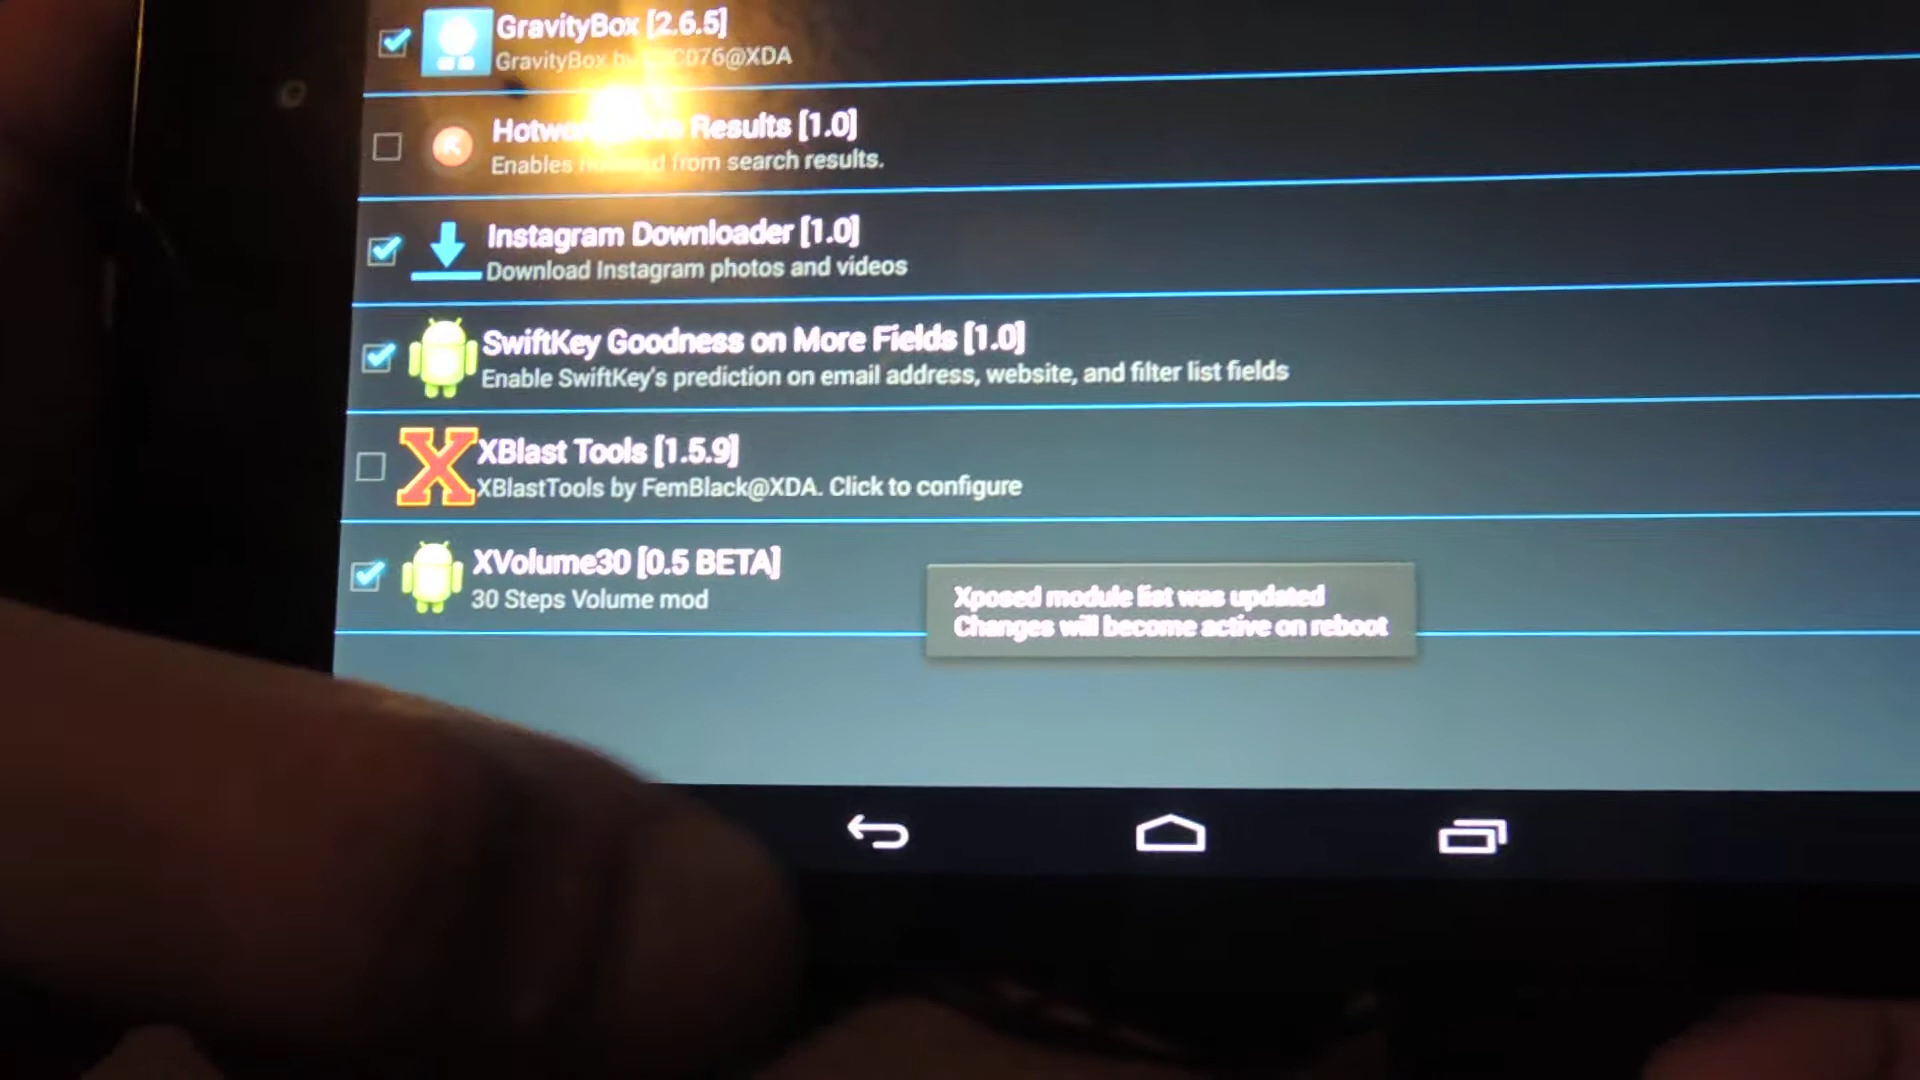 GravityBox [2.6.5]
GravityBox by C076@XDA
Results [1.0]
Enables from search results.
Instagram Downloader [1.0]
Download Instagram photos and videos
SwiftKey Goodness on More Fields [1.0]
Enable SwiftKey's prediction on email address, website, and filter list fields
XBlast Tools [1.5.9]
XBlastTools by FemBlack@XDA. Click to configure
XVolume30 [0.5 BETA]
30 Steps Volume mod
Xposed module list was updated
Changes will become active on reboot